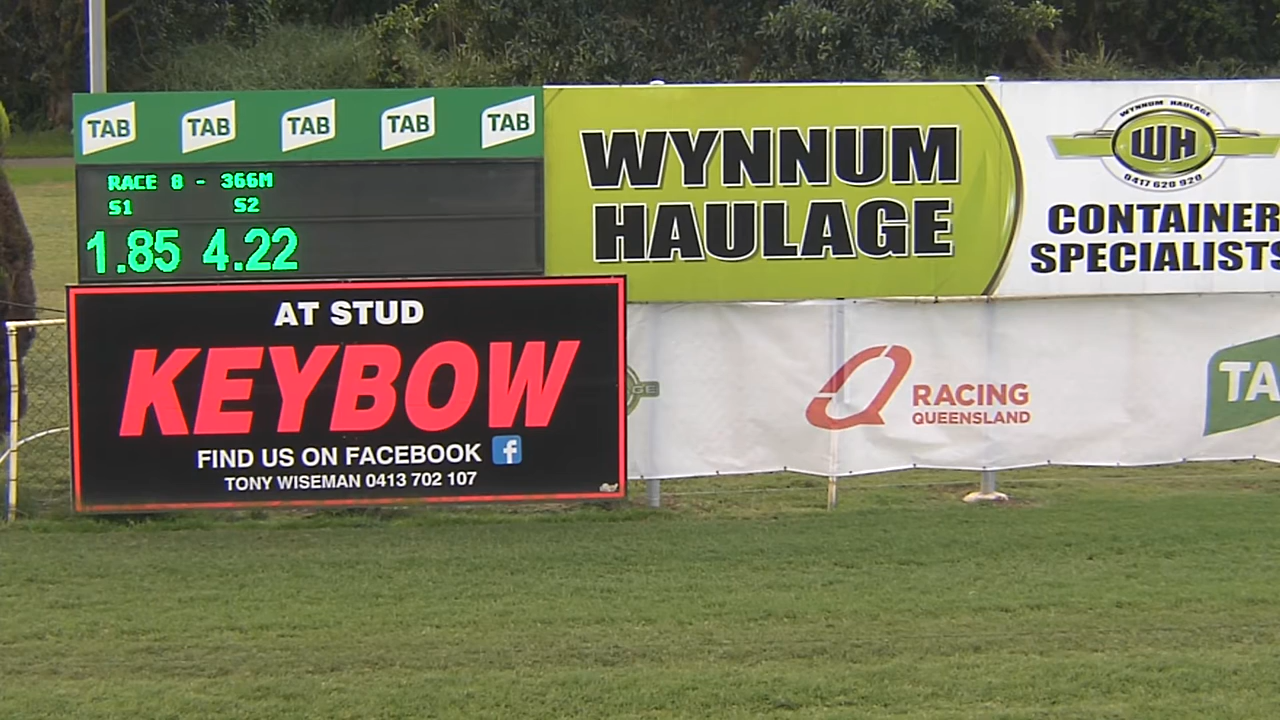 TAB TAB TAB TAB TAB
RACE 8 - 366M
S1 S2
1.85 4.22
AT STUD
KEYBOW
FIND US ON FACEBOOK f
TONY WISEMAN 0413 702 107
WYNNUM
HAULAGE
WYNNUM HAULAGE
WH
0417 628 920
CONTAINER
SPECIALISTS
GE
RACING
QUEENSLAND
TA